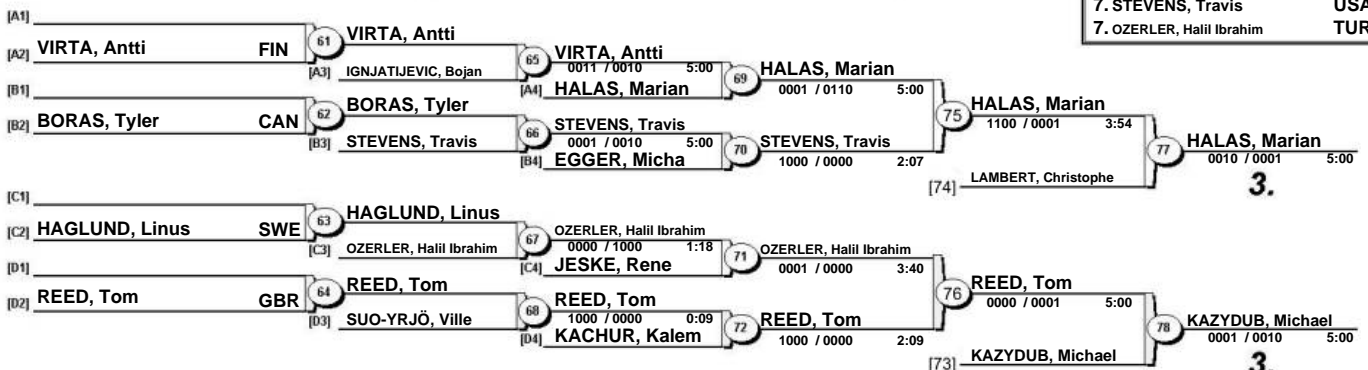 7. STEVENS, Travis USA
7. OZERLER, Halil Ibrahim TUR
[A1]
[A2] VIRTA, Antti FIN
61 VIRTA, Antti
[A3] IGNJATIJEVIC, Bojan
65 VIRTA, Antti
0011 / 0010 5:00
[A4] HALAS, Marian
69 HALAS, Marian
0001 / 0110 5:00
[B1]
[B2] BORAS, Tyler CAN
62 BORAS, Tyler
[B3] STEVENS, Travis
66 STEVENS, Travis
0001 / 0010 5:00
[B4] EGGER, Micha
70 STEVENS, Travis
1000 / 0000 2:07
75 HALAS, Marian
1100 / 0001 3:54
[74] LAMBERT, Christophe
77 HALAS, Marian
0010 / 0001 5:00
3.
[C1]
[C2] HAGLUND, Linus SWE
63 HAGLUND, Linus
[C3] OZERLER, Halil Ibrahim
67 OZERLER, Halil Ibrahim
0000 / 1000 1:18
[C4] JESKE, Rene
71 OZERLER, Halil Ibrahim
0001 / 0000 3:40
[D1]
[D2] REED, Tom GBR
64 REED, Tom
[D3] SUO-YRJÖ, Ville
68 REED, Tom
1000 / 0000 0:09
[D4] KACHUR, Kalem
72 REED, Tom
1000 / 0000 2:09
76 REED, Tom
0000 / 0001 5:00
[73] KAZYDUB, Michael
78 KAZYDUB, Michael
0001 / 0010 5:00
3.